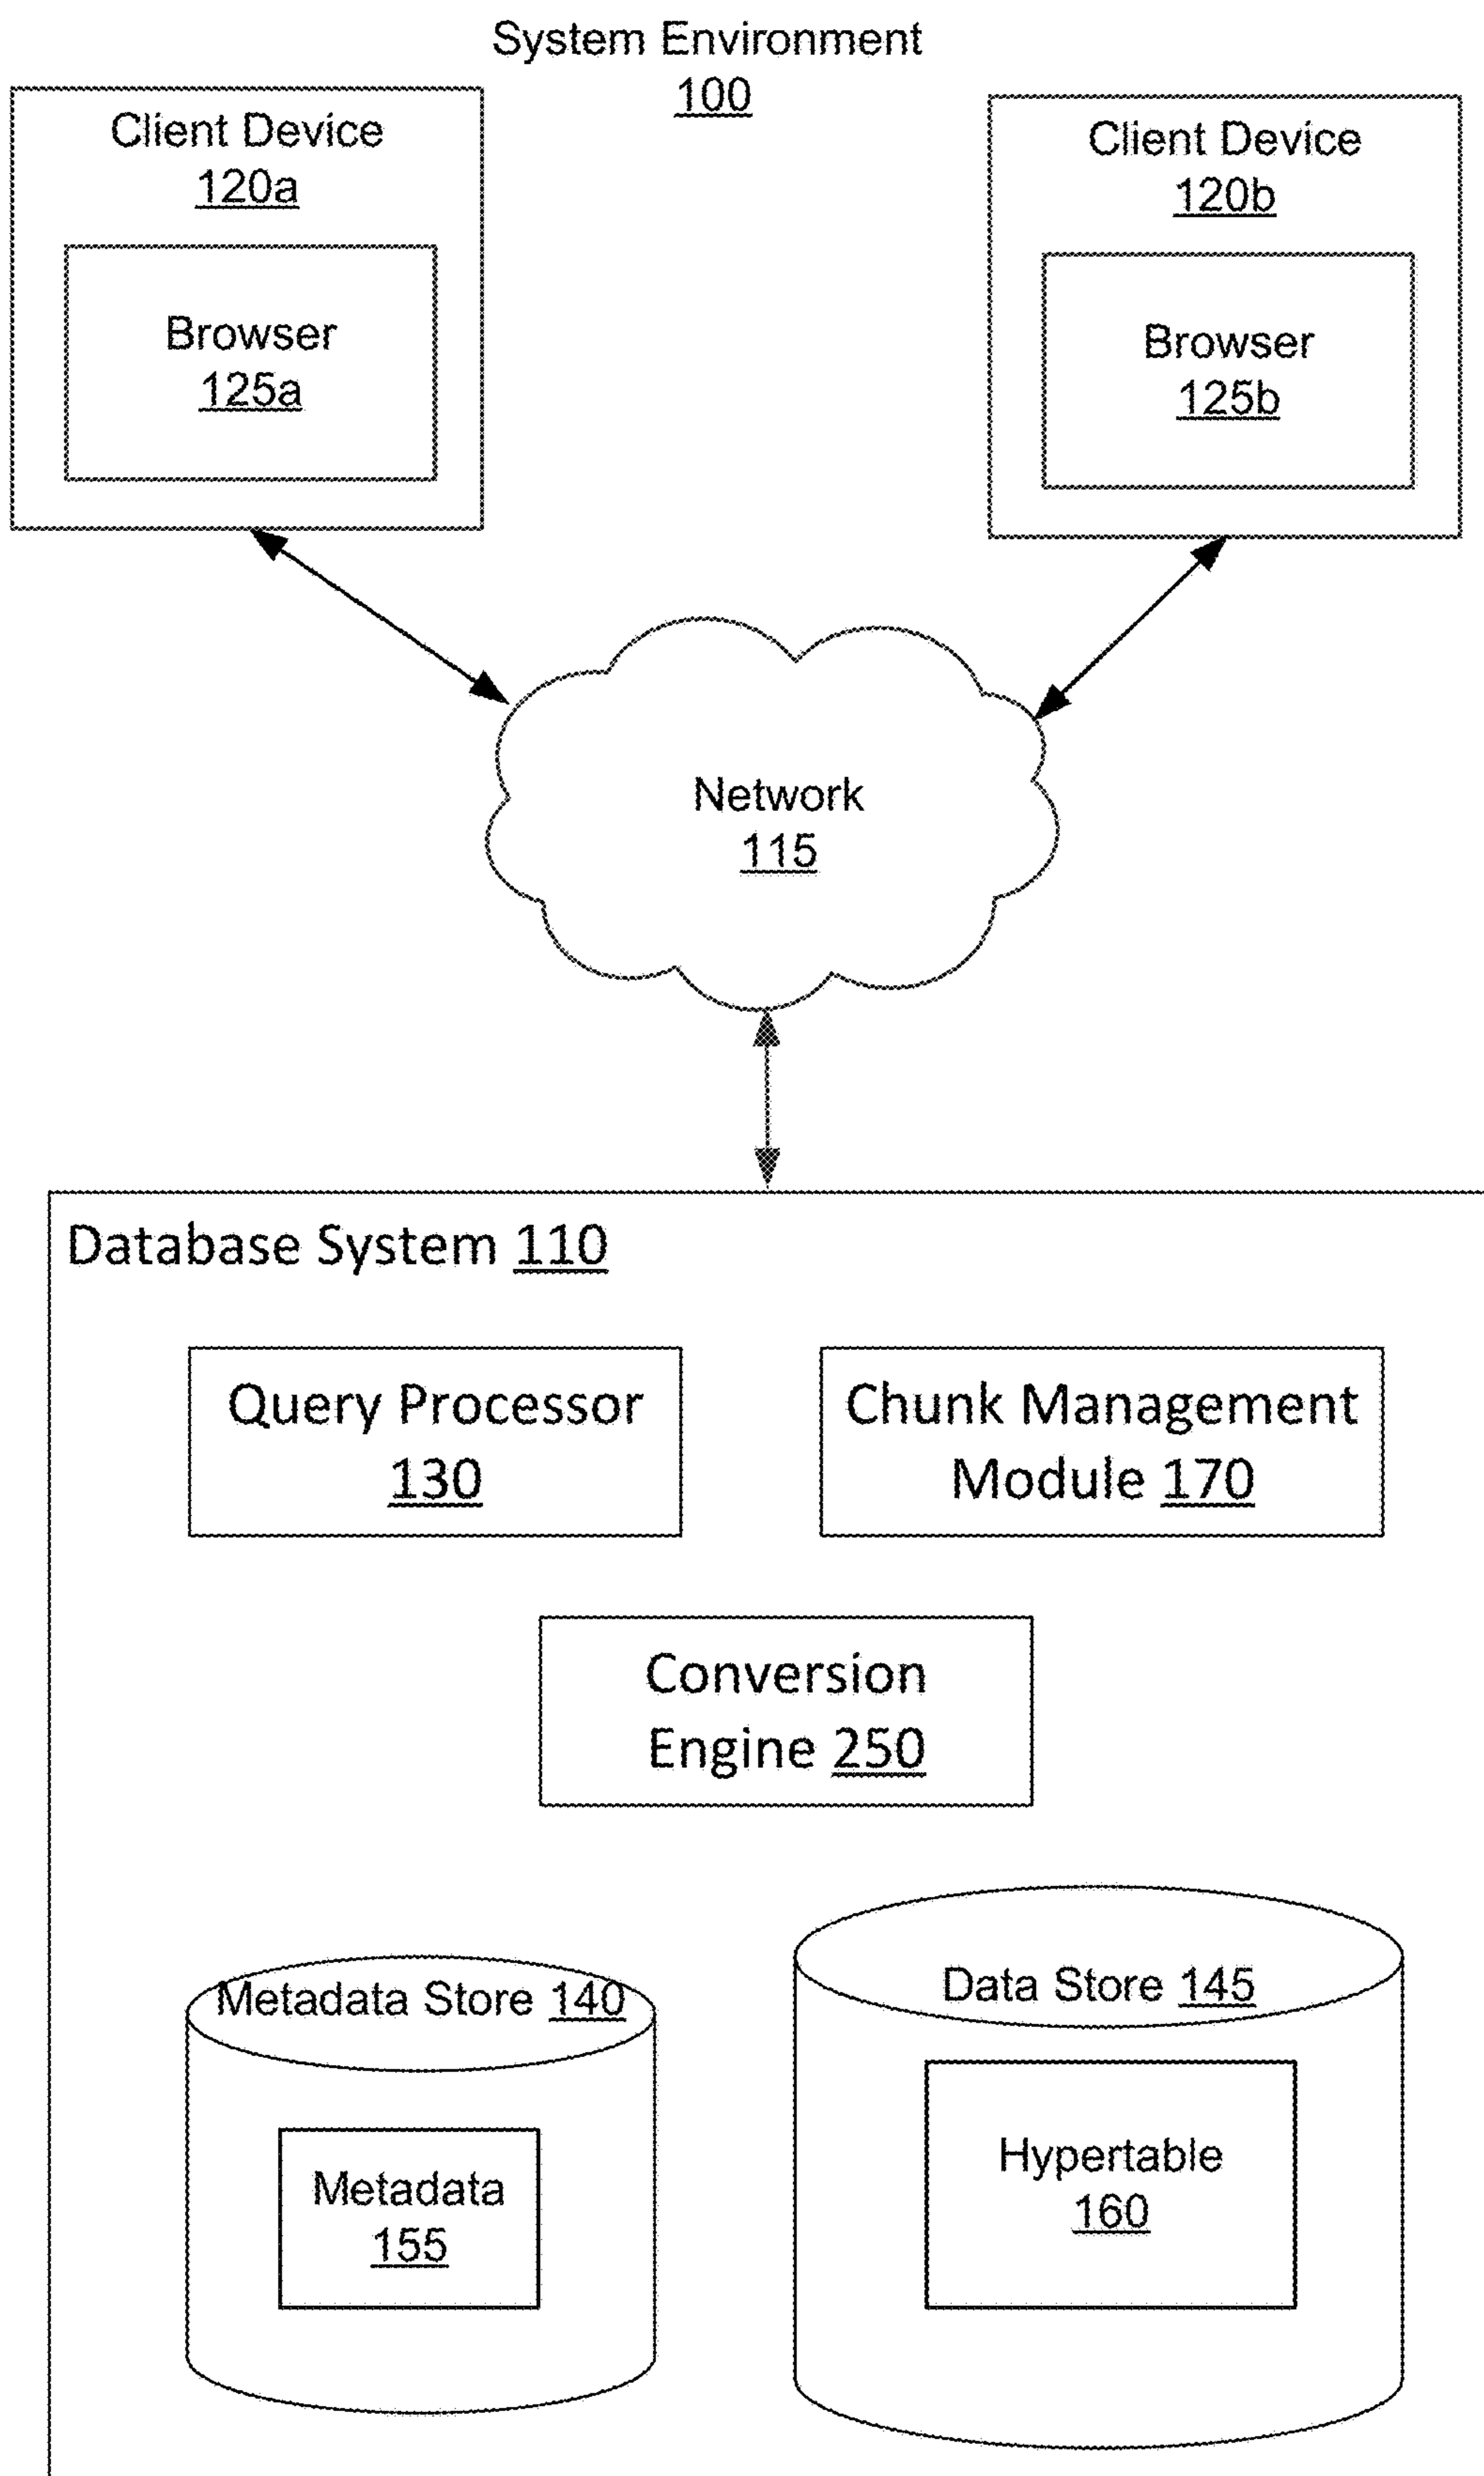 System Environment
100
Client Device
120a
Browser
125a
Client Device
120b
Browser
125b
Network
115
Database System 110
Query Processor
130
Chunk Management
Module 170
Conversion
Engine 250
Metadata Store 140
Metadata
155
Data Store 145
Hypertable
160